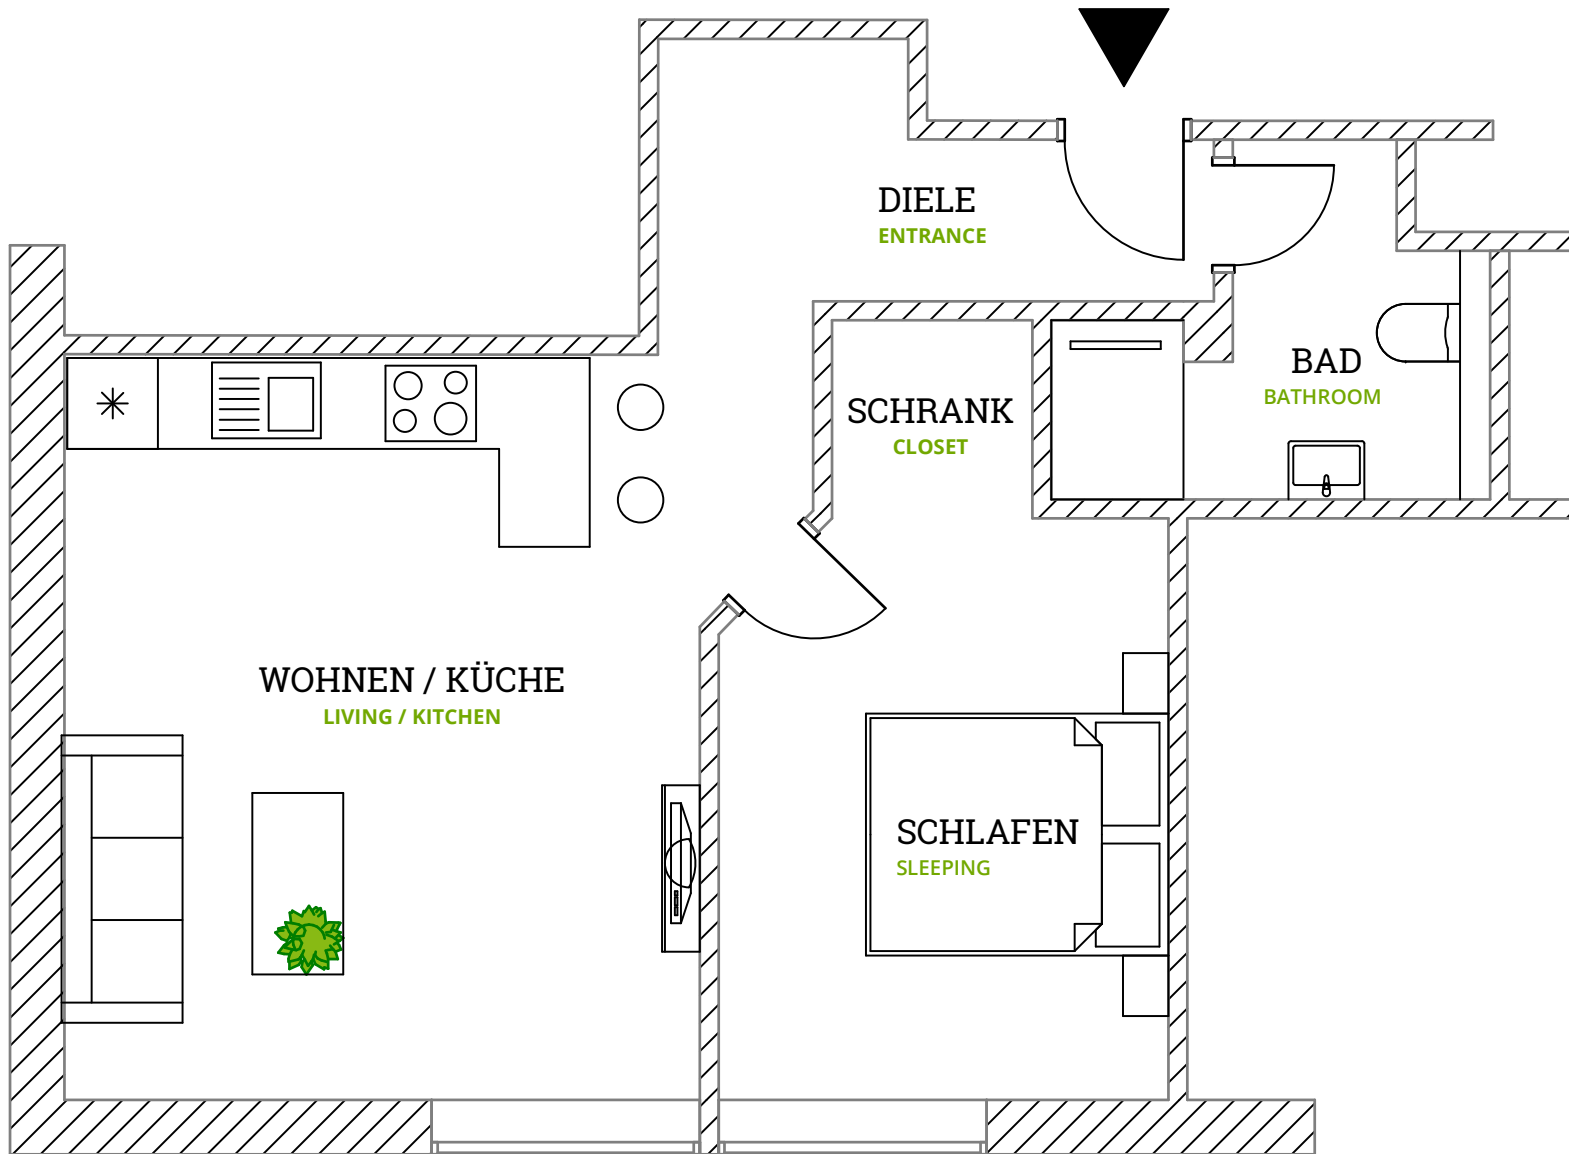 DIELE
ENTRANCE
BAD
BATHROOM
SCHRANK
CLOSET
WOHNEN / KÜCHE
LIVING / KITCHEN
SCHLAFEN
SLEEPING